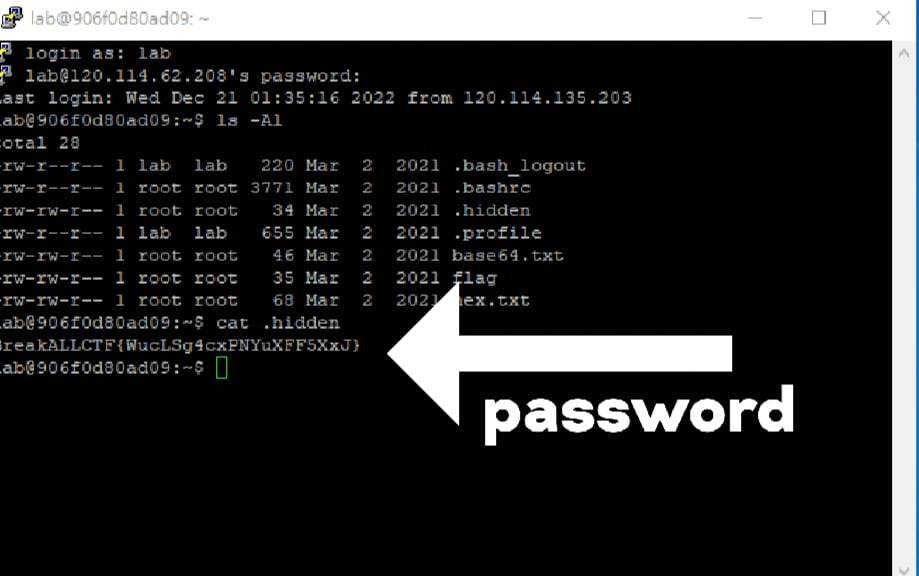 lab@906f0d80ad09: ~
login as: lab
lab@120.114.62.208's password:
ast login: Wed Dec 21 01:35:16 2022 from 120.114.135.203
ab@906f0d80ad09:~$ ls -Al
otal 28
-rw-r--r-- 1 lab lab 220 Mar 2 2021 .bash_logout
-rw-r--r-- 1 root root 3771 Mar 2 2021 .bashrc
-rw-rw-r-- 1 root root 34 Mar 2 2021 .hidden
-rw-r--r-- 1 lab lab 655 Mar 2 2021 .profile
-rw-rw-r-- 1 root root 46 Mar 2 2021 base64.txt
-rw-rw-r-- 1 root root 35 Mar 2 2021 flag
-rw-rw-r-- 1 root root 68 Mar 2 2021 hex.txt
ab@906f0d80ad09:~$ cat .hidden
BreakALLCTF{WucLSg4cxPNYuXFF5XxJ}
ab@906f0d80ad09:~$
password